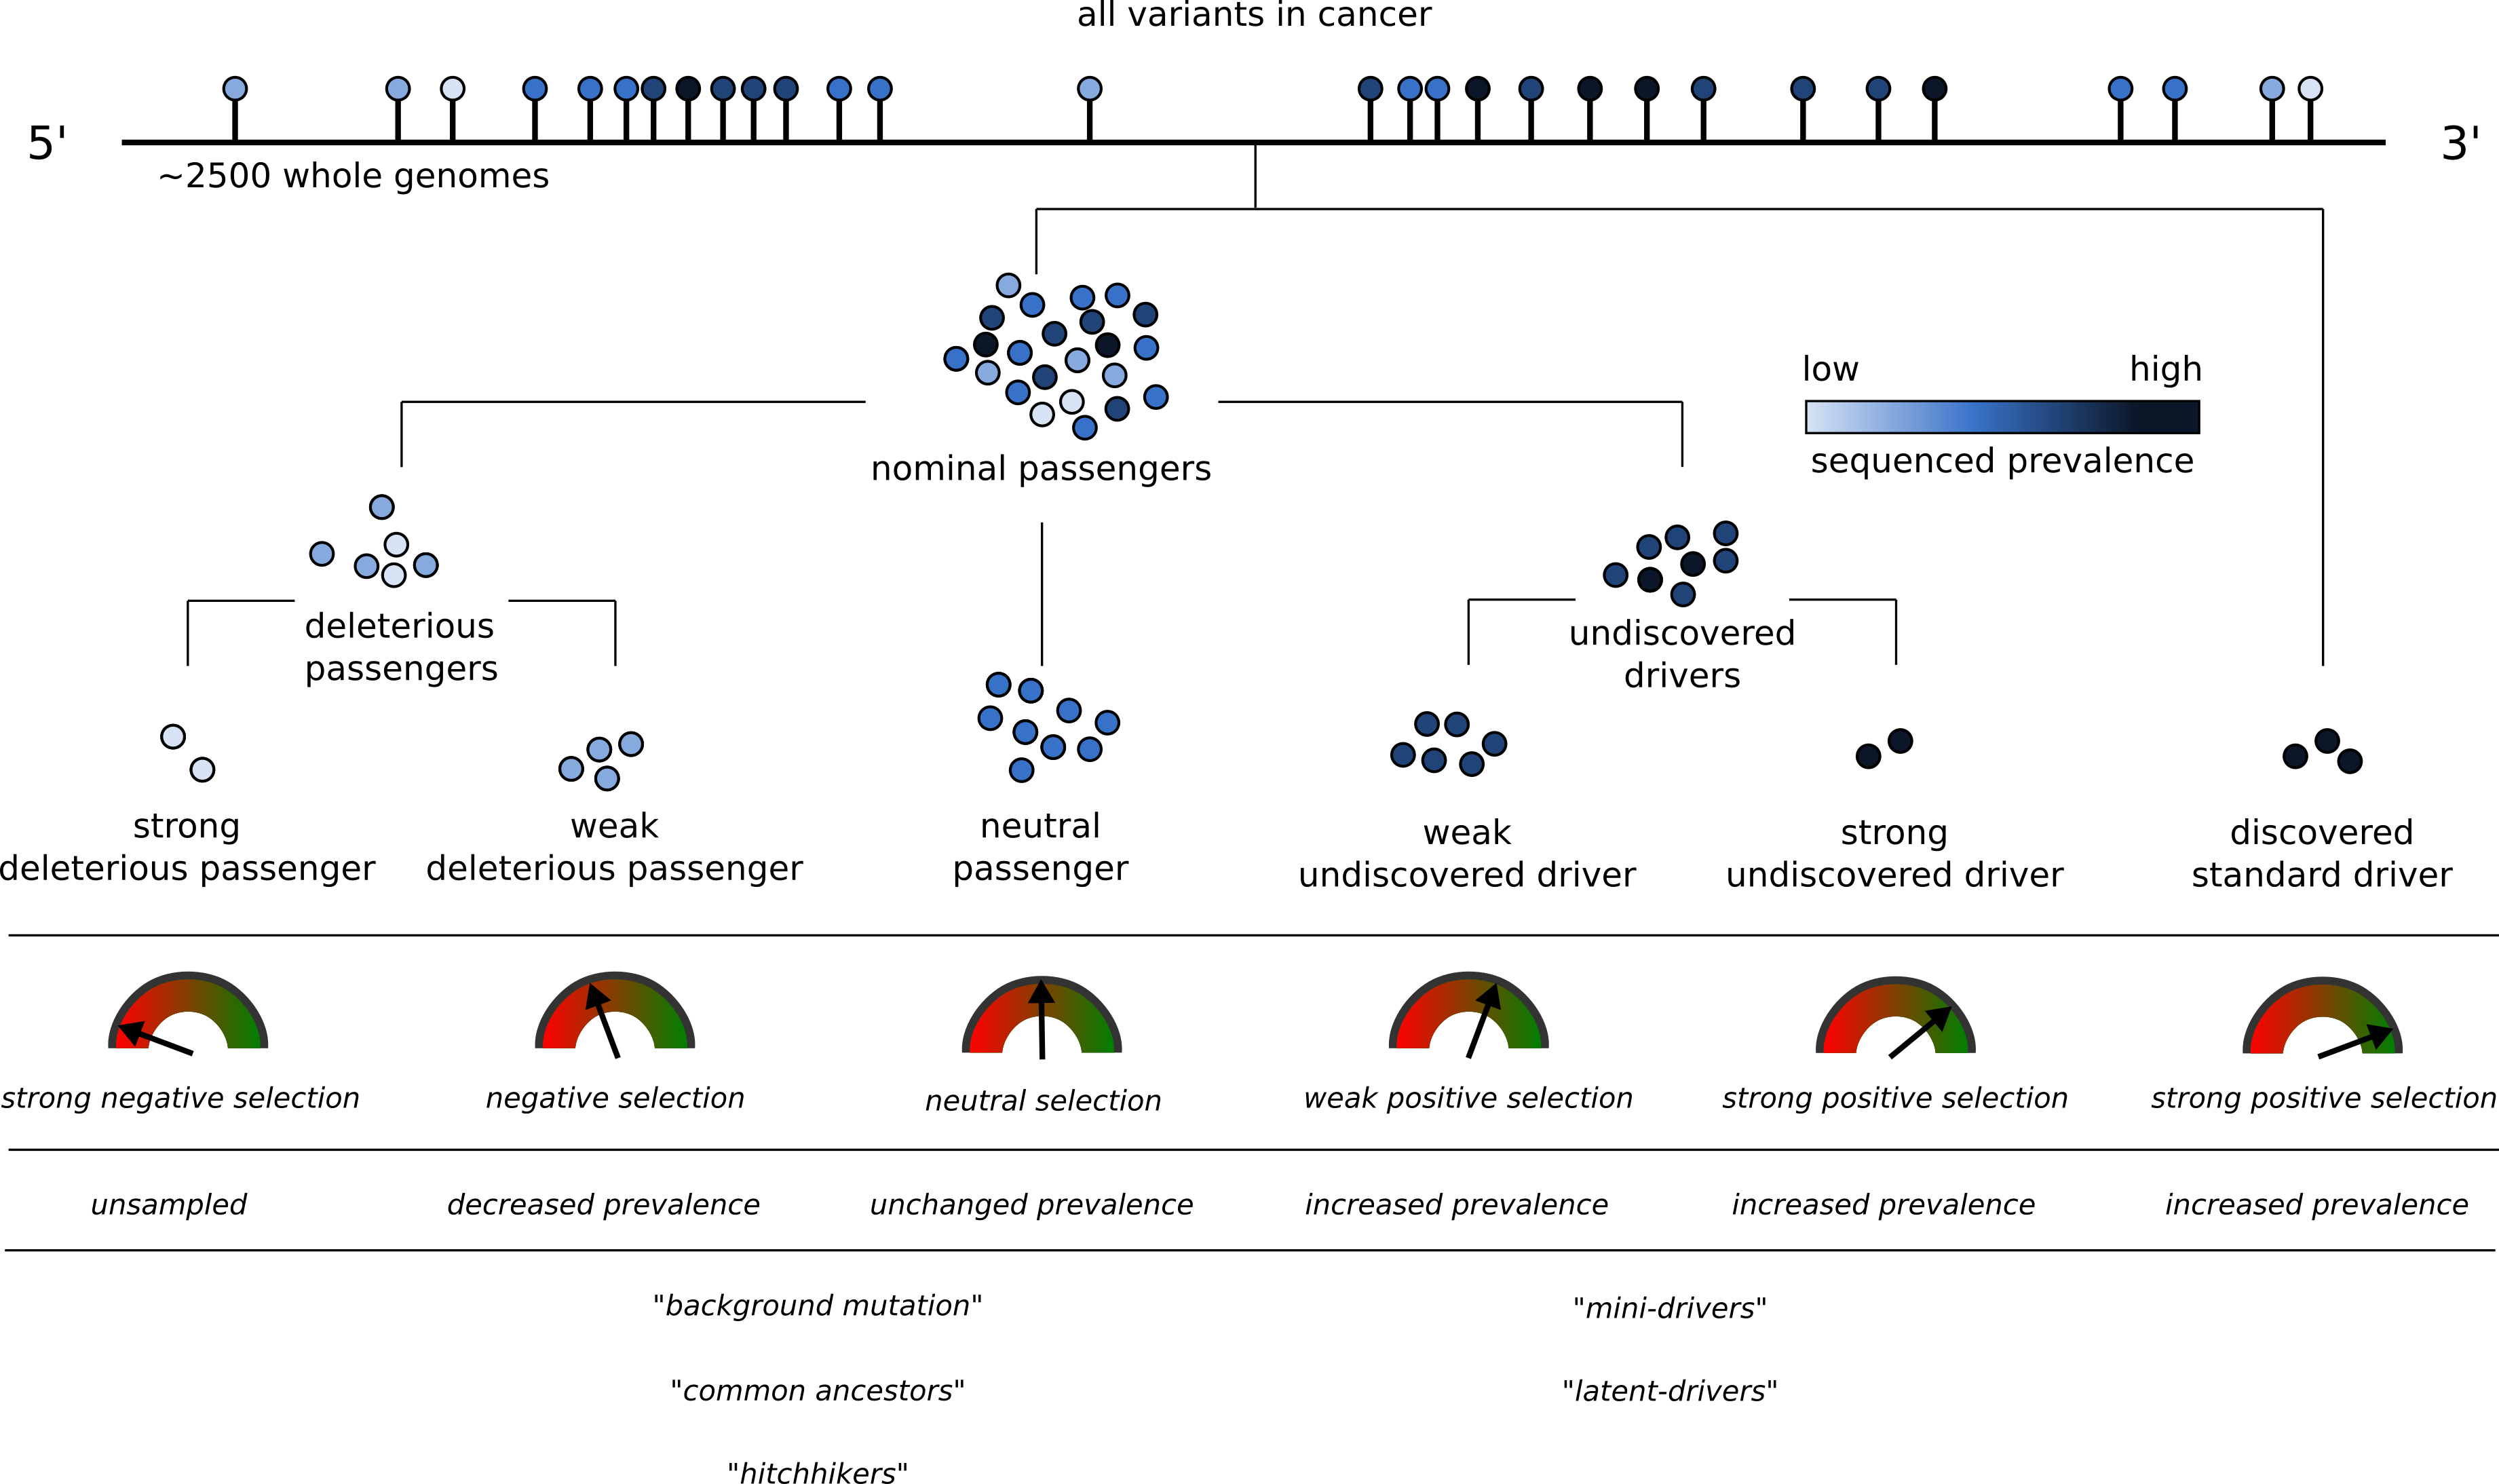 all variants in cancer
5'
3'
~2500 whole genomes
low
high
sequenced prevalence
nominal passengers
deleterious
passengers
undiscovered
drivers
strong
deleterious passenger
weak
deleterious passenger
neutral
passenger
weak
undiscovered driver
strong
undiscovered driver
discovered
standard driver
strong negative selection
negative selection
neutral selection
weak positive selection
strong positive selection
strong positive selection
unsampled
decreased prevalence
unchanged prevalence
increased prevalence
increased prevalence
increased prevalence
"background mutation"
"mini-drivers"
"common ancestors"
"latent-drivers"
"hitchhikers"